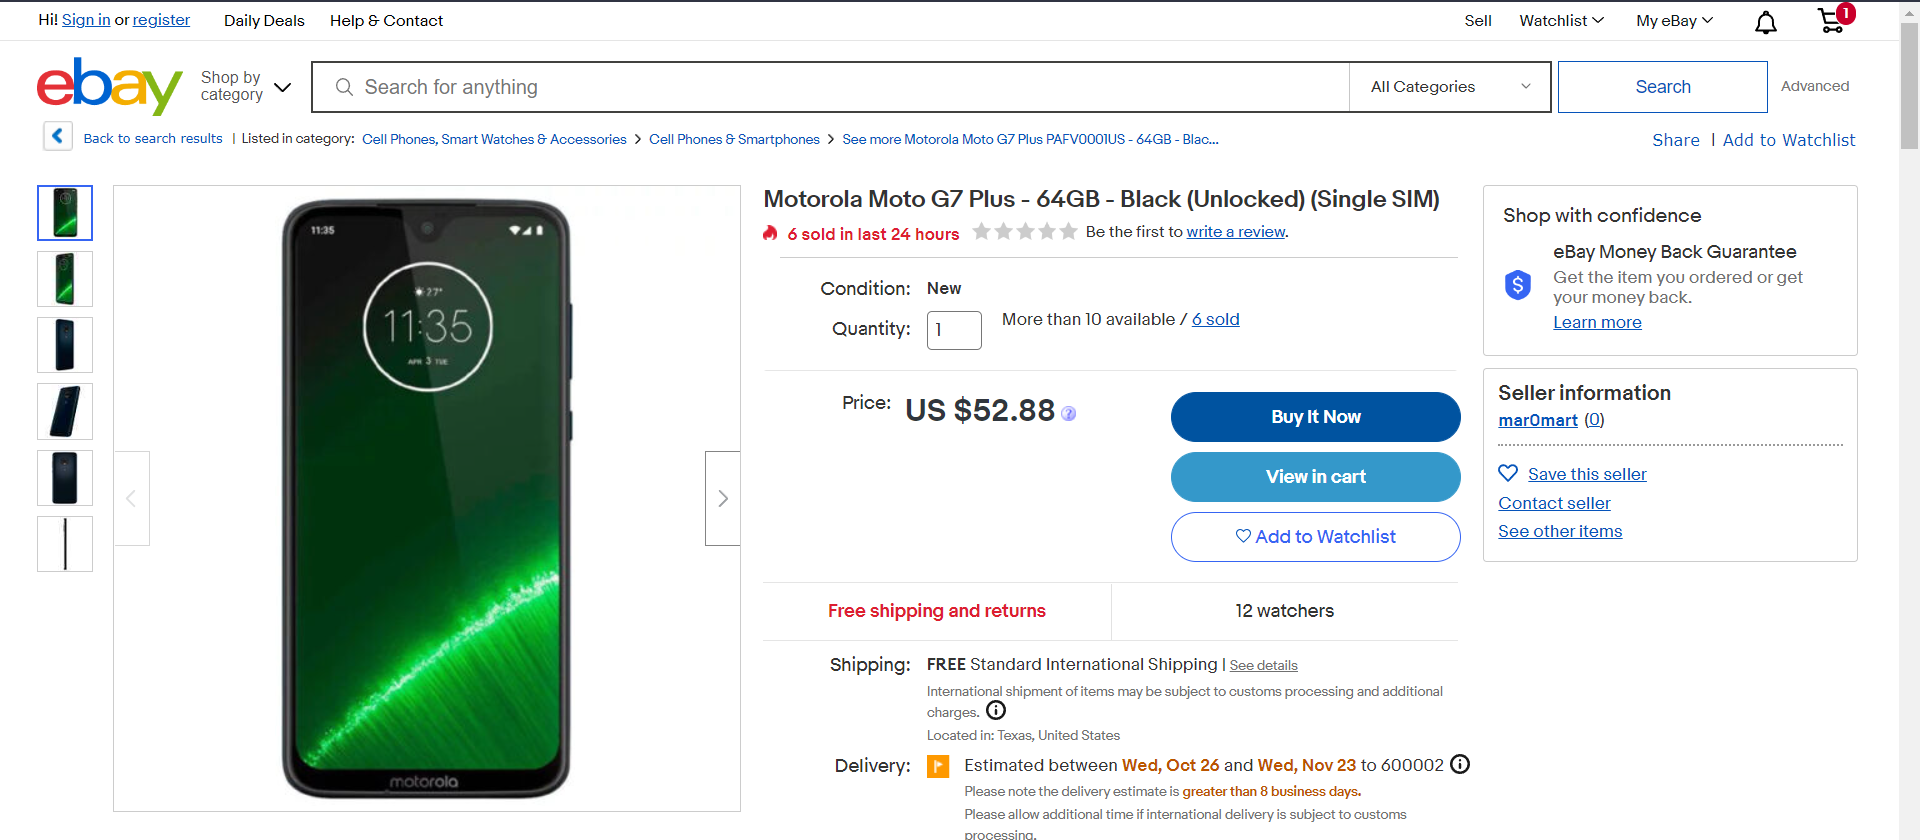 Hi! Sign in or register Daily Deals Help & Contact Sell Watchlist My eBay 1
ebay Shop by category Search for anything All Categories Search Advanced
Back to search results | Listed in category: Cell Phones, Smart Watches & Accessories > Cell Phones & Smartphones > See more Motorola Moto G7 Plus PAFV0001US - 64GB - Blac...
Share | Add to Watchlist
11:35
27°
11:35
APR 3 TUE
motorola
Motorola Moto G7 Plus - 64GB - Black (Unlocked) (Single SIM)
6 sold in last 24 hours Be the first to write a review.
Condition: New
Quantity: 1 More than 10 available / 6 sold
Price: US $52.88 ?
Buy It Now
View in cart
Add to Watchlist
Free shipping and returns 12 watchers
Shipping: FREE Standard International Shipping | See details
International shipment of items may be subject to customs processing and additional
charges.
Located in: Texas, United States
Delivery: Estimated between Wed, Oct 26 and Wed, Nov 23 to 600002
Please note the delivery estimate is greater than 8 business days.
Please allow additional time if international delivery is subject to customs
processing.
Shop with confidence
eBay Money Back Guarantee
$ Get the item you ordered or get
your money back.
Learn more
Seller information
mar0mart (0)
Save this seller
Contact seller
See other items